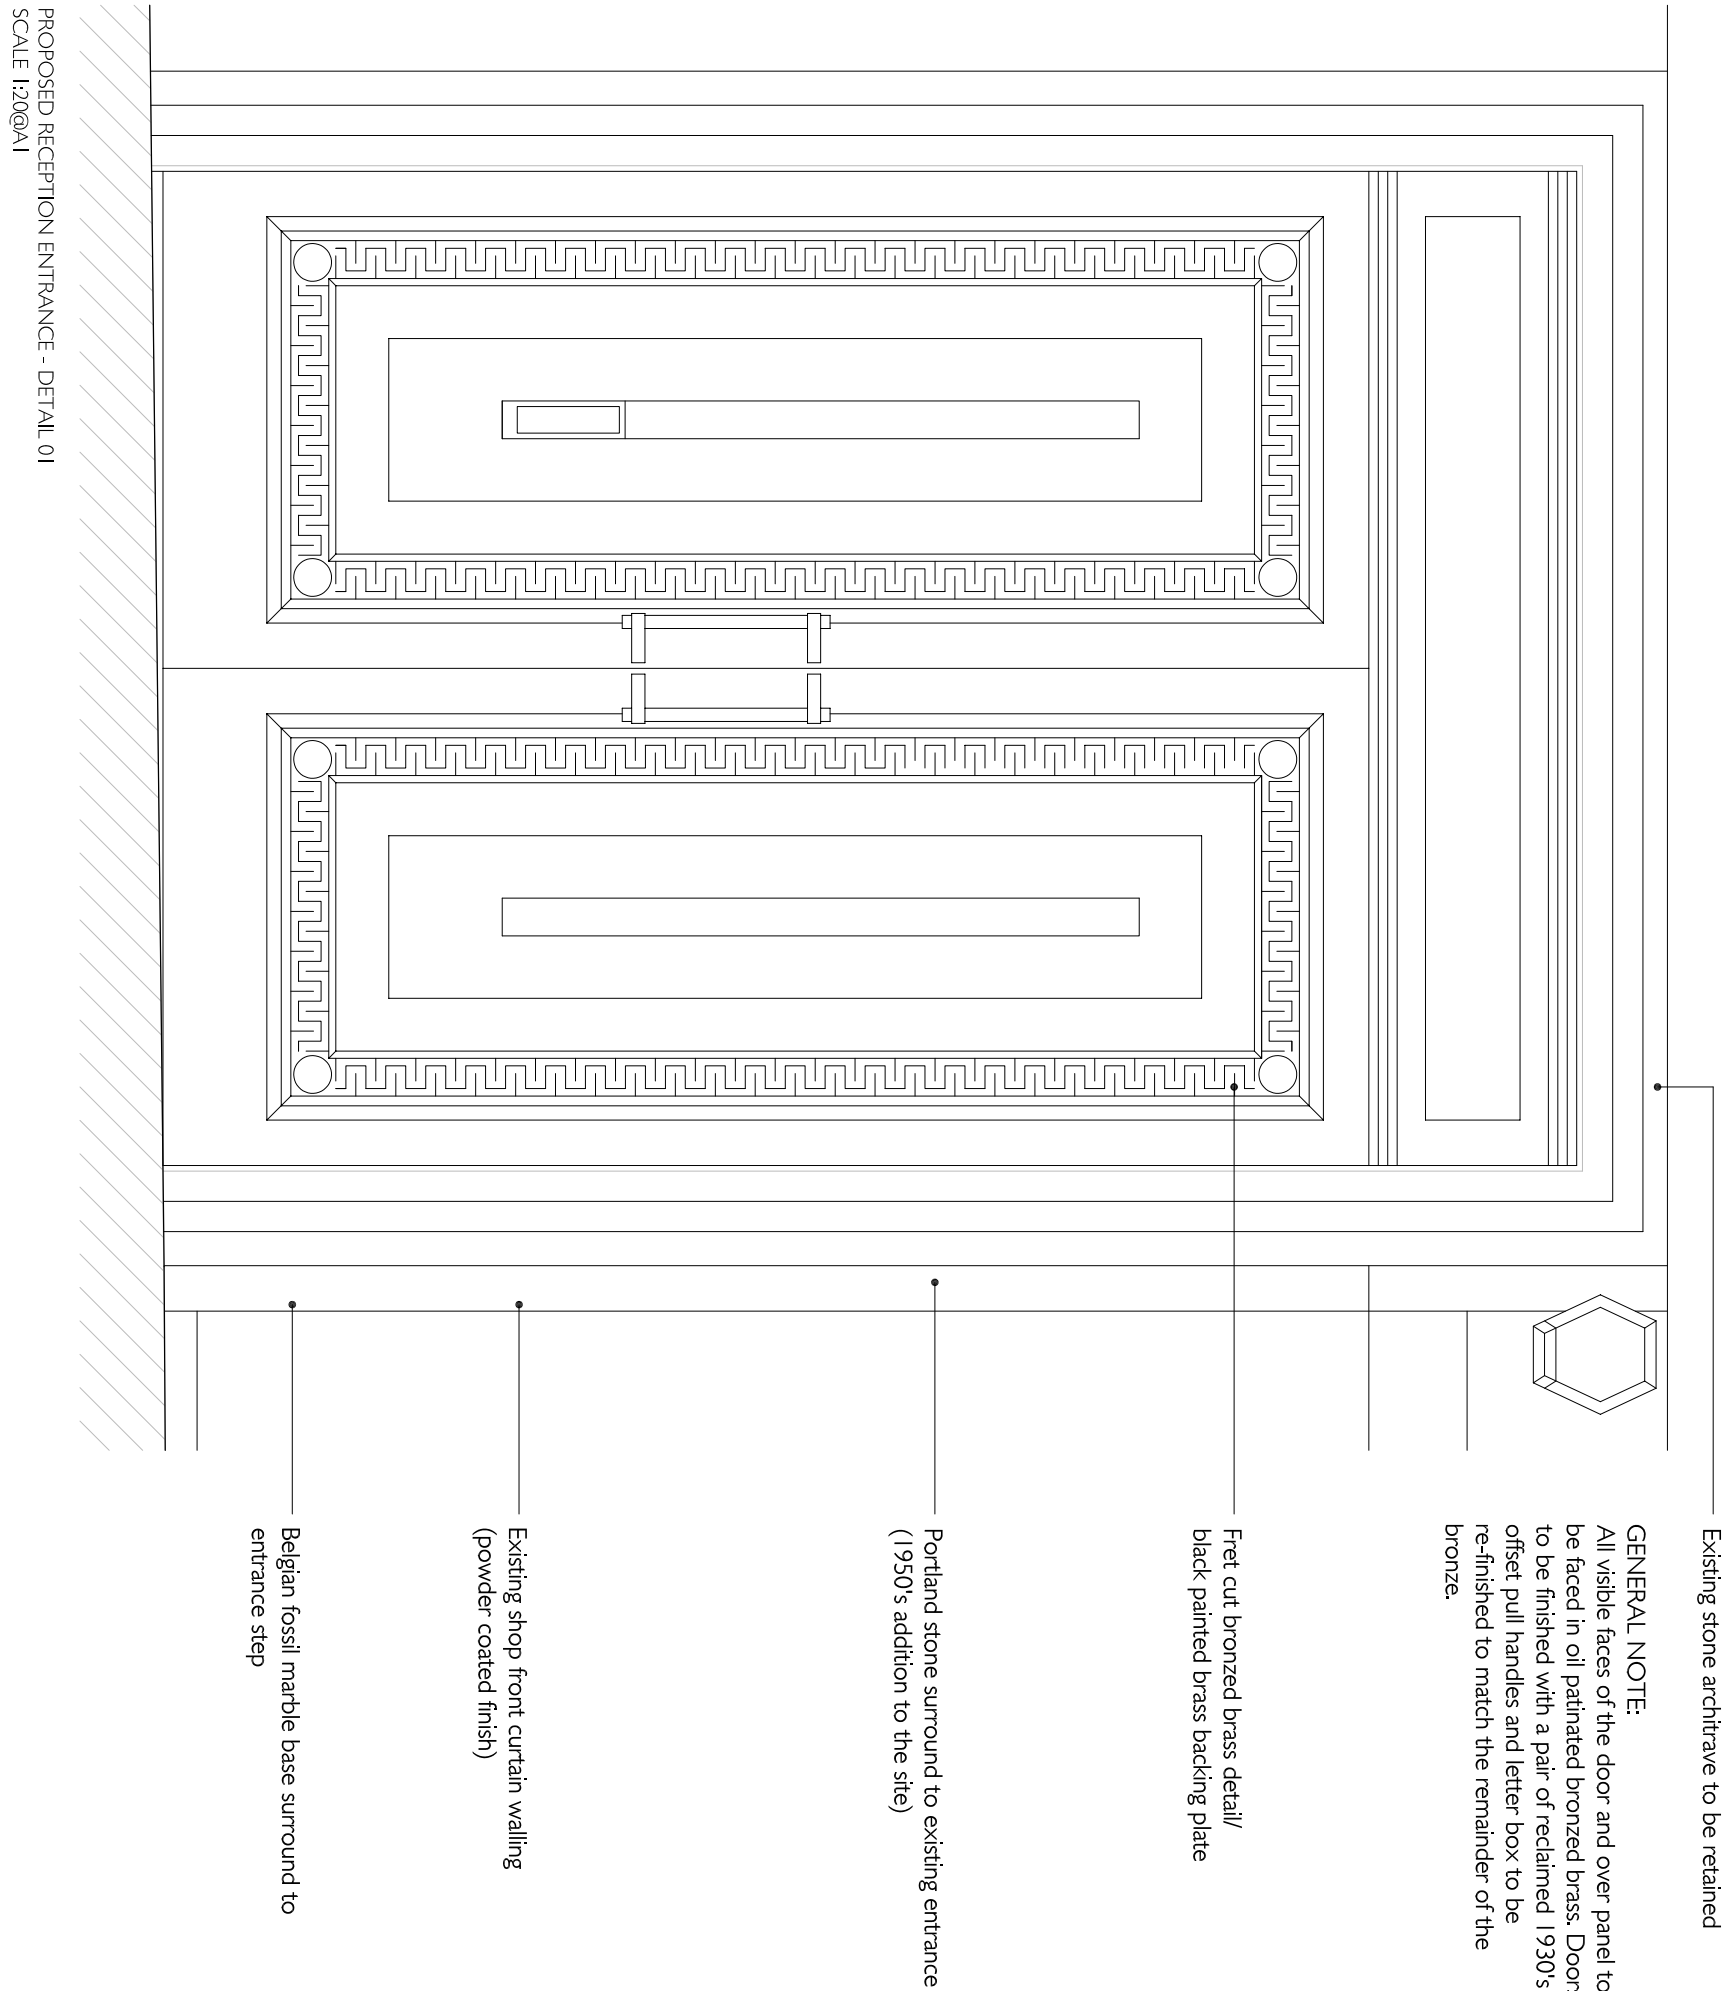 Existing stone architrave to be retained
GENERAL NOTE:
All visible faces of the door and over panel to
be faced in oil patinated bronzed brass. Door
to be finished with a pair of reclaimed 1930's
offset pull handles and letter box to be
re-finished to match the remainder of the
bronze.
Fret cut bronzed brass detail/
black painted brass backing plate
Portland stone surround to existing entrance
(1950's addition to the site)
Existing shop front curtain walling
(powder coated finish)
Belgian fossil marble base surround to
entrance step
PROPOSED RECEPTION ENTRANCE - DETAIL 01
SCALE 1:20@A1